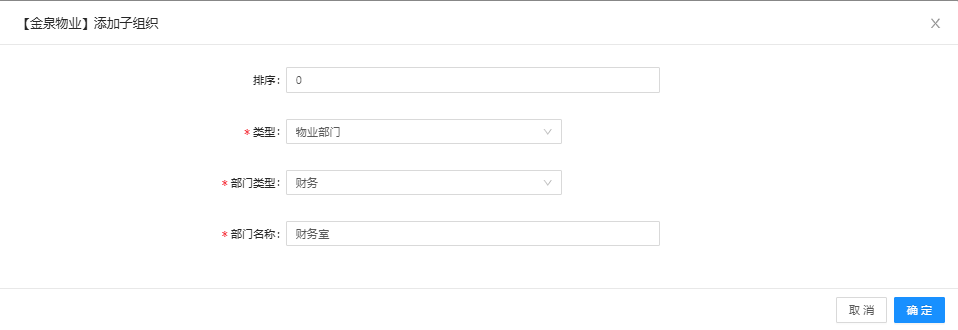 【金泉物业】添加子组织
排序: 0
* 类型: 物业部门
* 部门类型: 财务
* 部门名称: 财务室
取 消 确 定